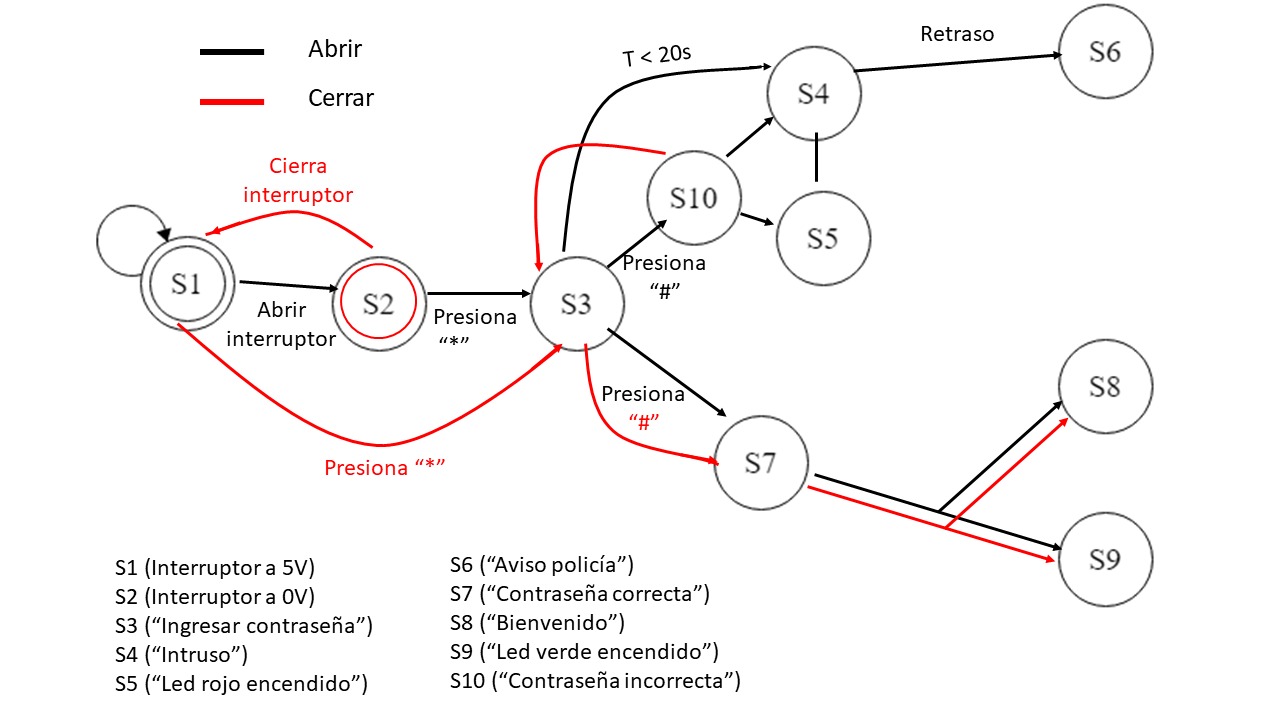 Abrir
Cerrar
T < 20s
Retraso
S6
S4
Cierra
interruptor
S10
S5
S1
Abrir
interruptor
S2
Presiona
“*”
S3
Presiona
“#”
Presiona
“#”
Presiona “*”
S7
S8
S9
S1 (Interruptor a 5V)
S2 (Interruptor a 0V)
S3 (“Ingresar contraseña”)
S4 (“Intruso”)
S5 (“Led rojo encendido”)
S6 (“Aviso policía”)
S7 (“Contraseña correcta”)
S8 (“Bienvenido”)
S9 (“Led verde encendido”)
S10 (“Contraseña incorrecta”)